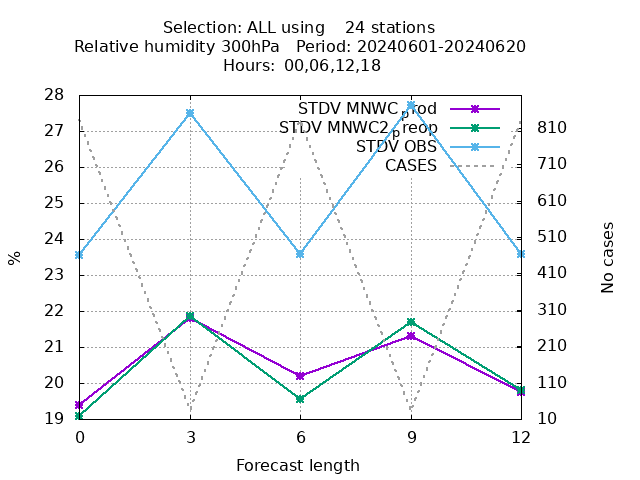 Selection: ALL using 24 stations
Relative humidity 300hPa Period: 20240601-20240620
Hours: 00,06,12,18
28
27
26
25
24
23
22
21
20
19
%
STDV MNWC_prod
STDV MNWC2_preop
STDV OBS
CASES
810
710
610
510
410
310
210
110
10
No cases
0 3 6 9 12
Forecast length